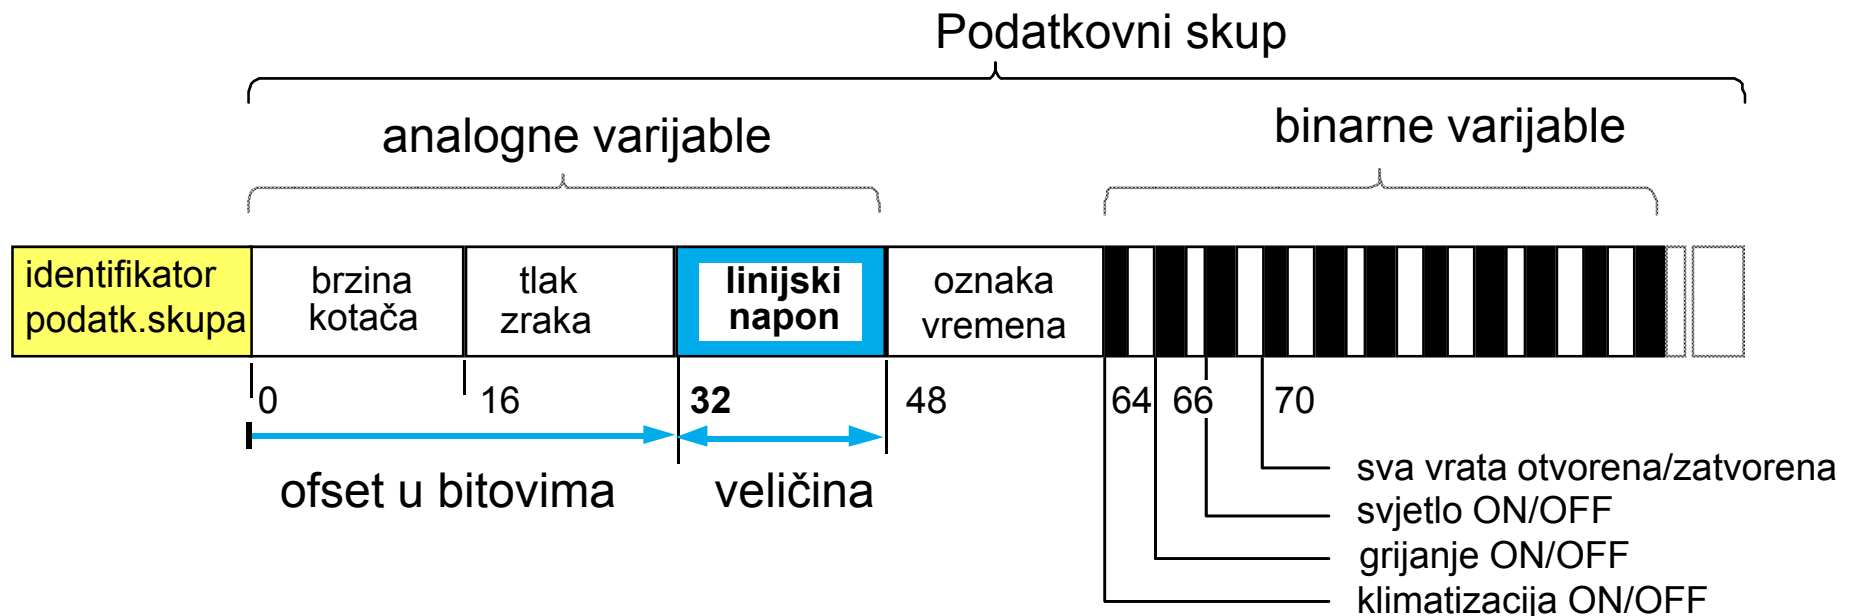 Podatkovni skup
analogne varijable
binarne varijable
identifikator
podatk.skupa
brzina
kotača
tlak
zraka
linijski
napon
oznaka
vremena
0
16
32
48
64
66
70
ofset u bitovima
veličina
sva vrata otvorena/zatvorena
svjetlo ON/OFF
grijanje ON/OFF
klimatizacija ON/OFF